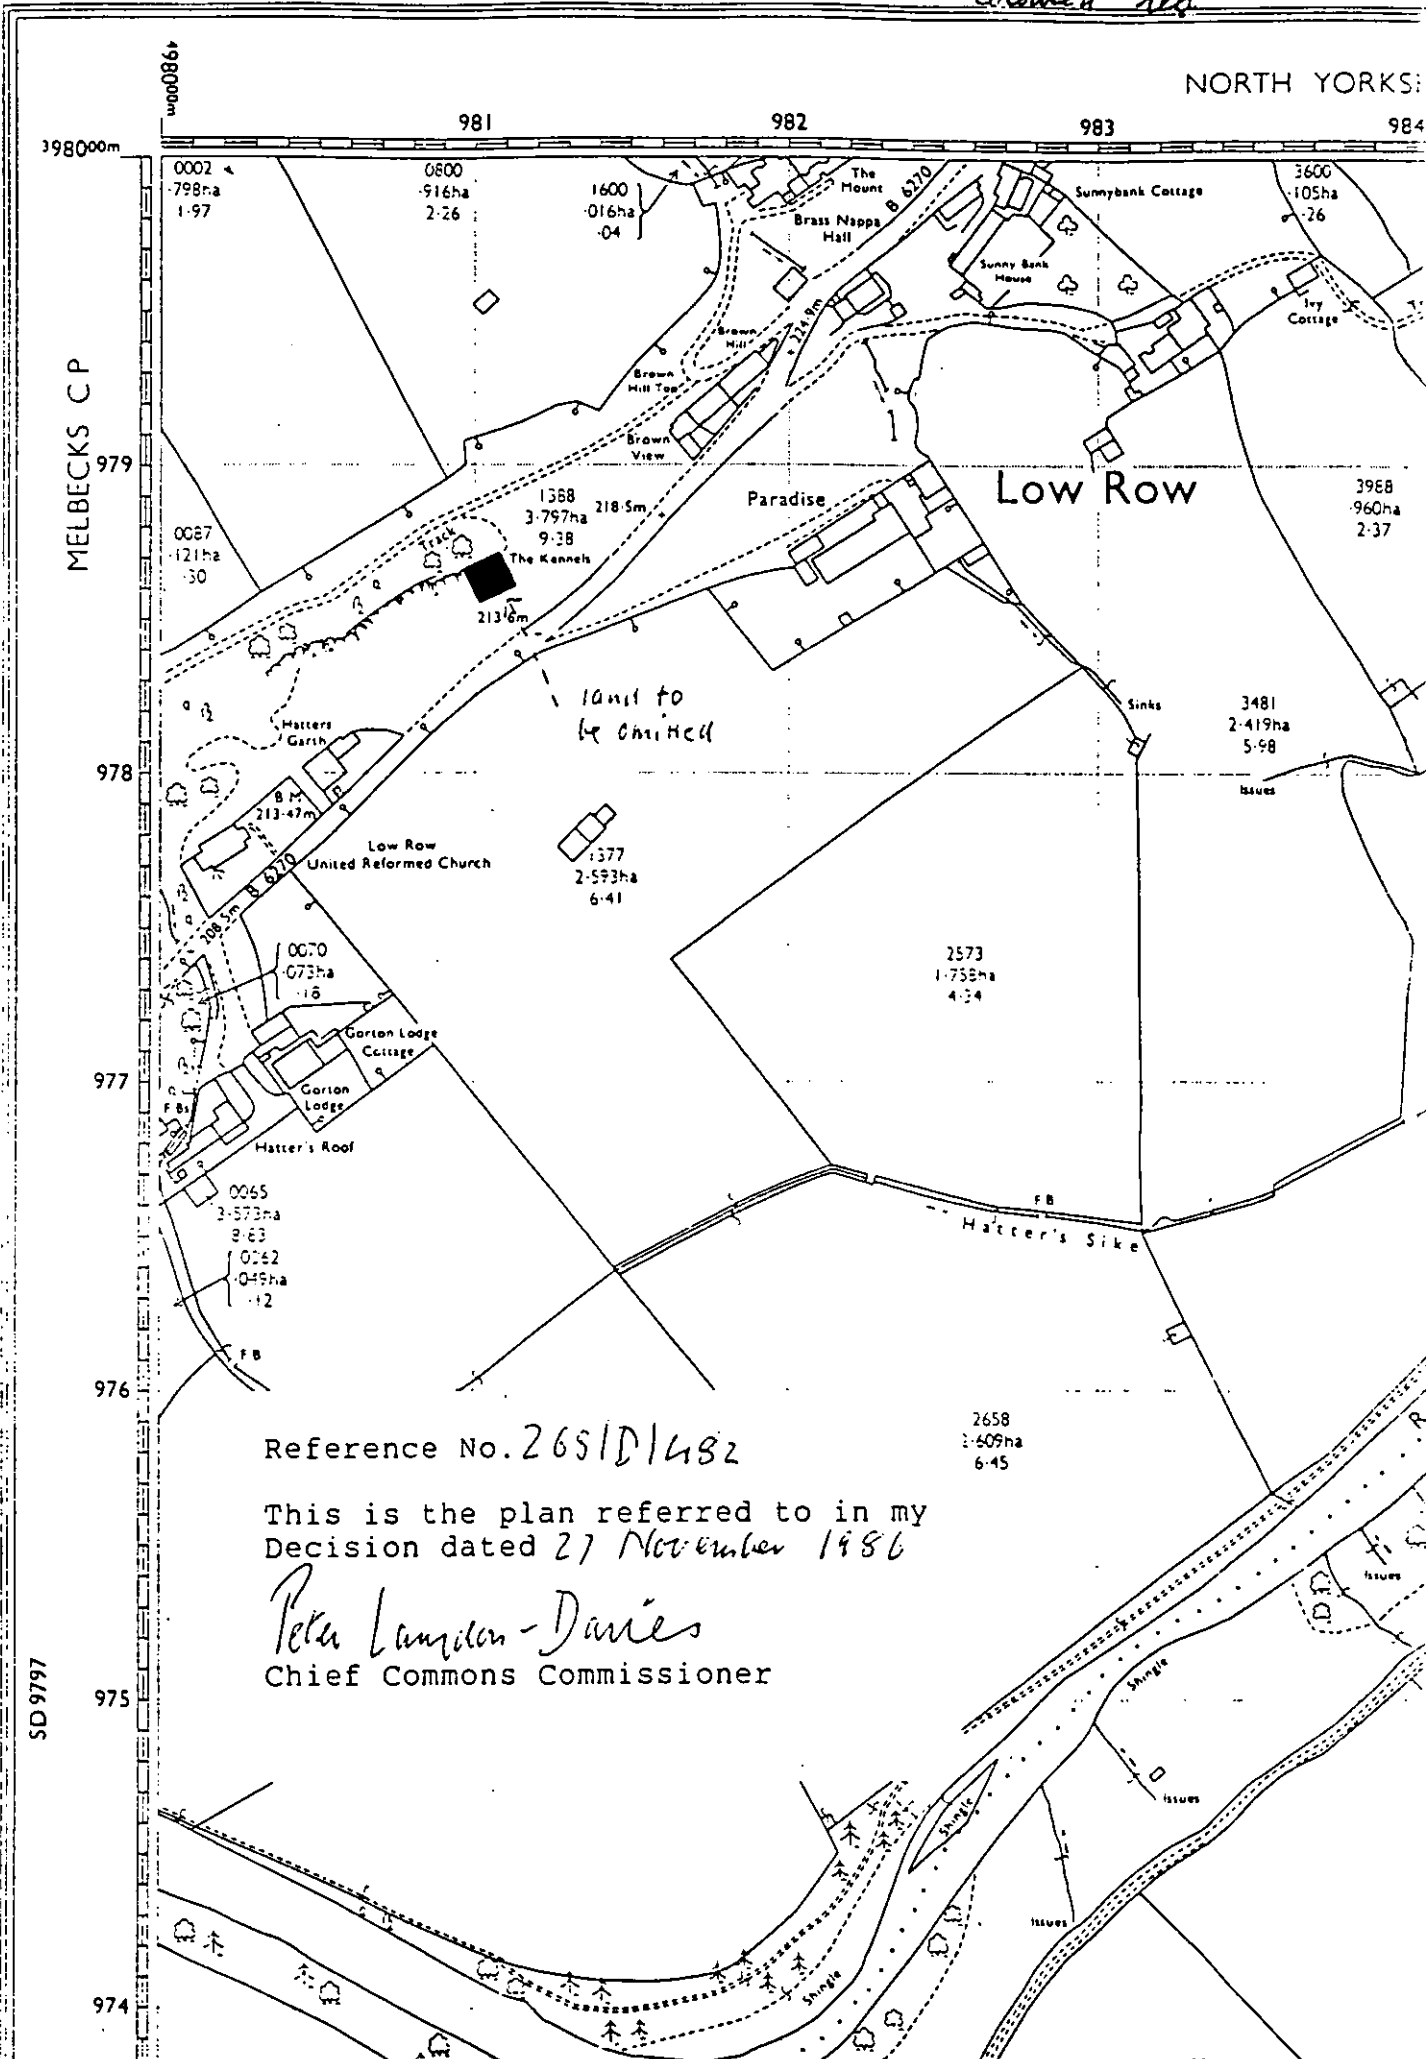 NORTH YORKS
498000m
981
982
983
984
398000m
0002
·798ha
1·97
0800
·916ha
2·26
1600
·016ha
·04
The
Mount
B 6270
Sunnybank Cottage
3600
·105ha
·26
Brass Nappa
Hall
Sunny Bank
House
Ivy
Cottage
224·9m
Brown
Hill
Brown
Hill Top
MELBECKS C P
Brown
View
979
Low Row
Paradise
1388
3·797ha
9·38
218·5m
3988
·960ha
2·37
0087
·121ha
·30
Track
The Kennels
213·6m
land to
be omitted
Sinks
3481
2·419ha
5·98
Issues
Hatters
Garth
978
B M
213·47m
Low Row
United Reformed Church
B 6270
1377
2·593ha
6·41
208·5m
0070
·073ha
·18
2573
1·758ha
4·34
Gorton Lodge
Cottage
977
Gorton
Lodge
F Bs
Hatter's Roof
0065
3·573ha
8·83
0062
·049ha
·12
F B
F B
Hatter's Sike
976
2658
2·609ha
6·45
R
Reference No. 268/D/482
This is the plan referred to in my
Decision dated 27 November 1986
Peter Langdon-Davies
Chief Commons Commissioner
Issues
SD 9797
975
Shingle
Issues
Shingle
Issues
Shingle
974